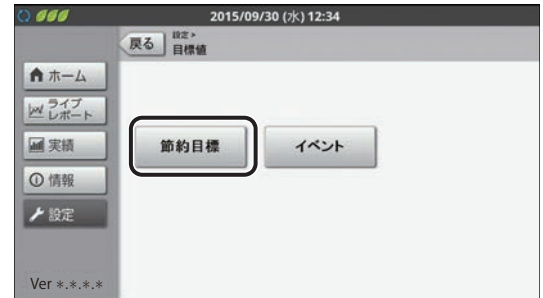 2015/09/30 (水) 12:34
戻る
設定▸
目標値
ホーム
ライブ
レポート
実績
情報
設定
節約目標
イベント
Ver *.*.*.*